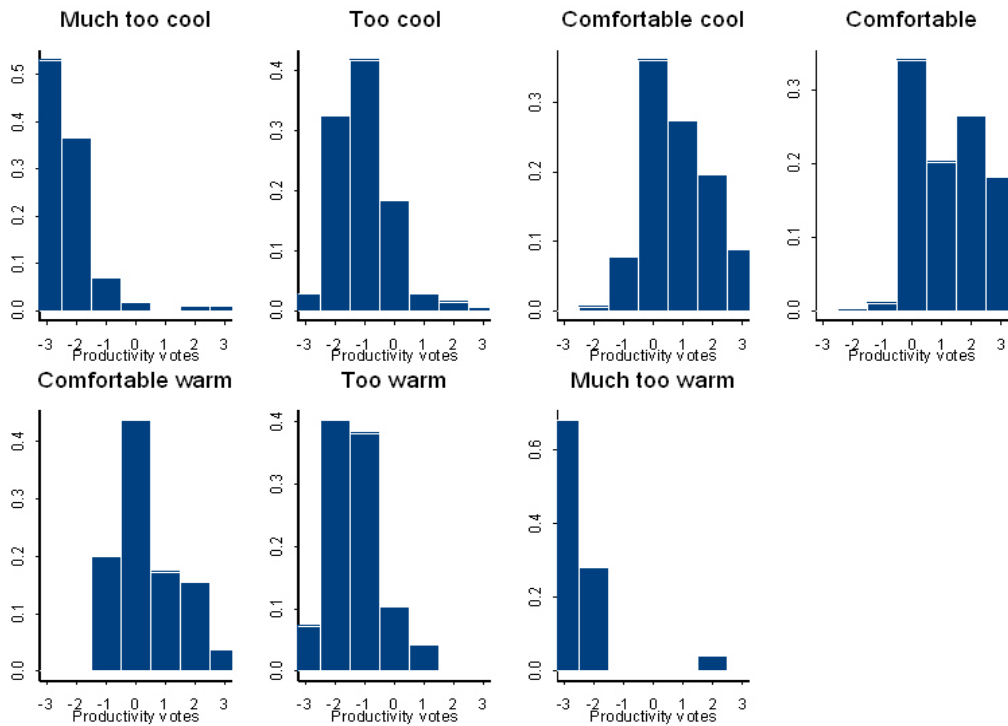 Much too cool
0.0 0.1 0.2 0.3 0.4 0.5
-3 -2 -1 0 1 2 3
Productivity votes
Too cool
0.0 0.1 0.2 0.3 0.4
-3 -2 -1 0 1 2 3
Productivity votes
Comfortable cool
0.0 0.1 0.2 0.3
-3 -2 -1 0 1 2 3
Productivity votes
Comfortable
0.0 0.1 0.2 0.3
-3 -2 -1 0 1 2 3
Productivity votes
Comfortable warm
0.0 0.1 0.2 0.3 0.4
-3 -2 -1 0 1 2 3
Productivity votes
Too warm
0.0 0.1 0.2 0.3 0.4
-3 -2 -1 0 1 2 3
Productivity votes
Much too warm
0.0 0.2 0.4 0.6
-3 -2 -1 0 1 2 3
Productivity votes